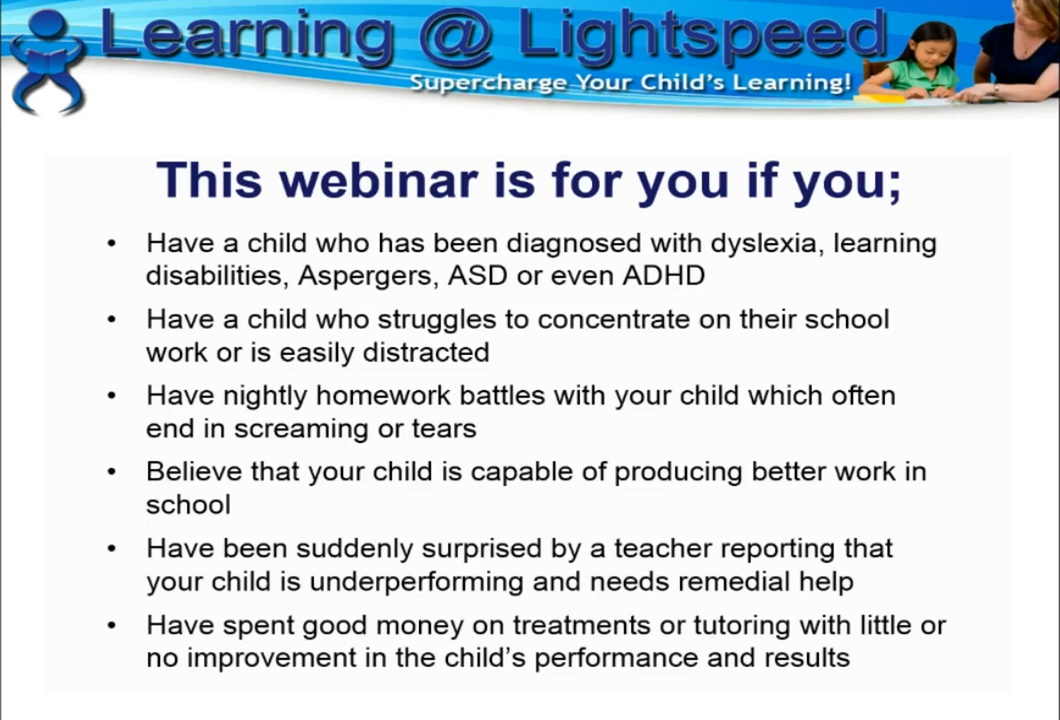 Learning @ Lightspeed
Supercharge Your Child's Learning!
This webinar is for you if you;
• Have a child who has been diagnosed with dyslexia, learning
disabilities, Aspergers, ASD or even ADHD
• Have a child who struggles to concentrate on their school
work or is easily distracted
• Have nightly homework battles with your child which often
end in screaming or tears
• Believe that your child is capable of producing better work in
school
• Have been suddenly surprised by a teacher reporting that
your child is underperforming and needs remedial help
• Have spent good money on treatments or tutoring with little or
no improvement in the child's performance and results